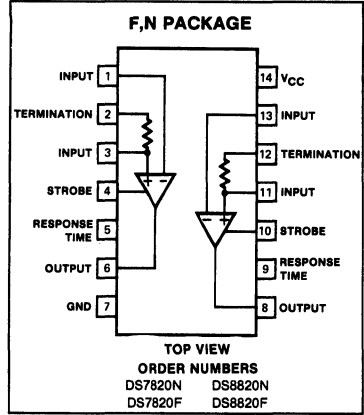 F,N PACKAGE
INPUT 1
14 VCC
TERMINATION 2
13 INPUT
INPUT 3
12 TERMINATION
STROBE 4
11 INPUT
RESPONSE TIME 5
10 STROBE
OUTPUT 6
9 RESPONSE TIME
GND 7
8 OUTPUT
+ -
- +
TOP VIEW
ORDER NUMBERS
DS7820N DS8820N
DS7820F DS8820F